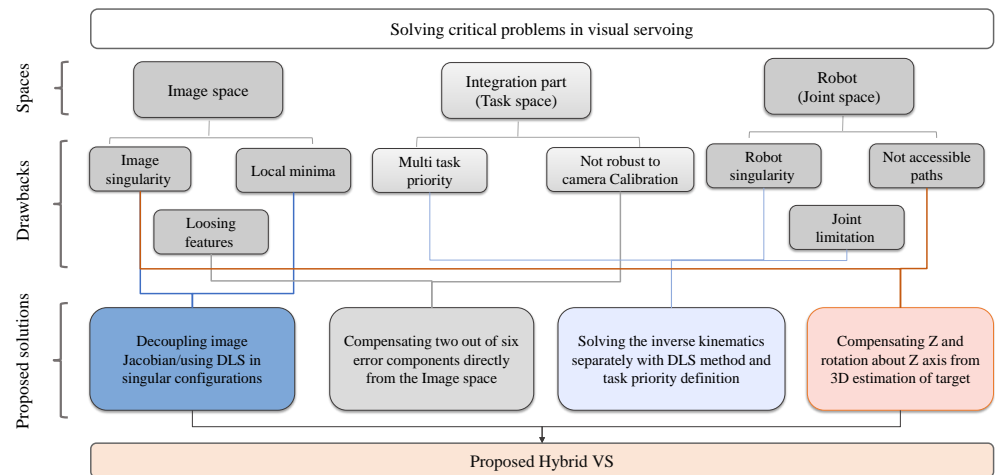 Solving critical problems in visual servoing
Spaces
Image space
Integration part
(Task space)
Robot
(Joint space)
Drawbacks
Image
singularity
Local minima
Multi task
priority
Not robust to
camera Calibration
Robot
singularity
Not accessible
paths
Loosing
features
Joint
limitation
Proposed solutions
Decoupling image
Jacobian/using DLS in
singular configurations
Compensating two out of six
error components directly
from the Image space
Solving the inverse kinematics
separately with DLS method and
task priority definition
Compensating Z and
rotation about Z axis from
3D estimation of target
Proposed Hybrid VS